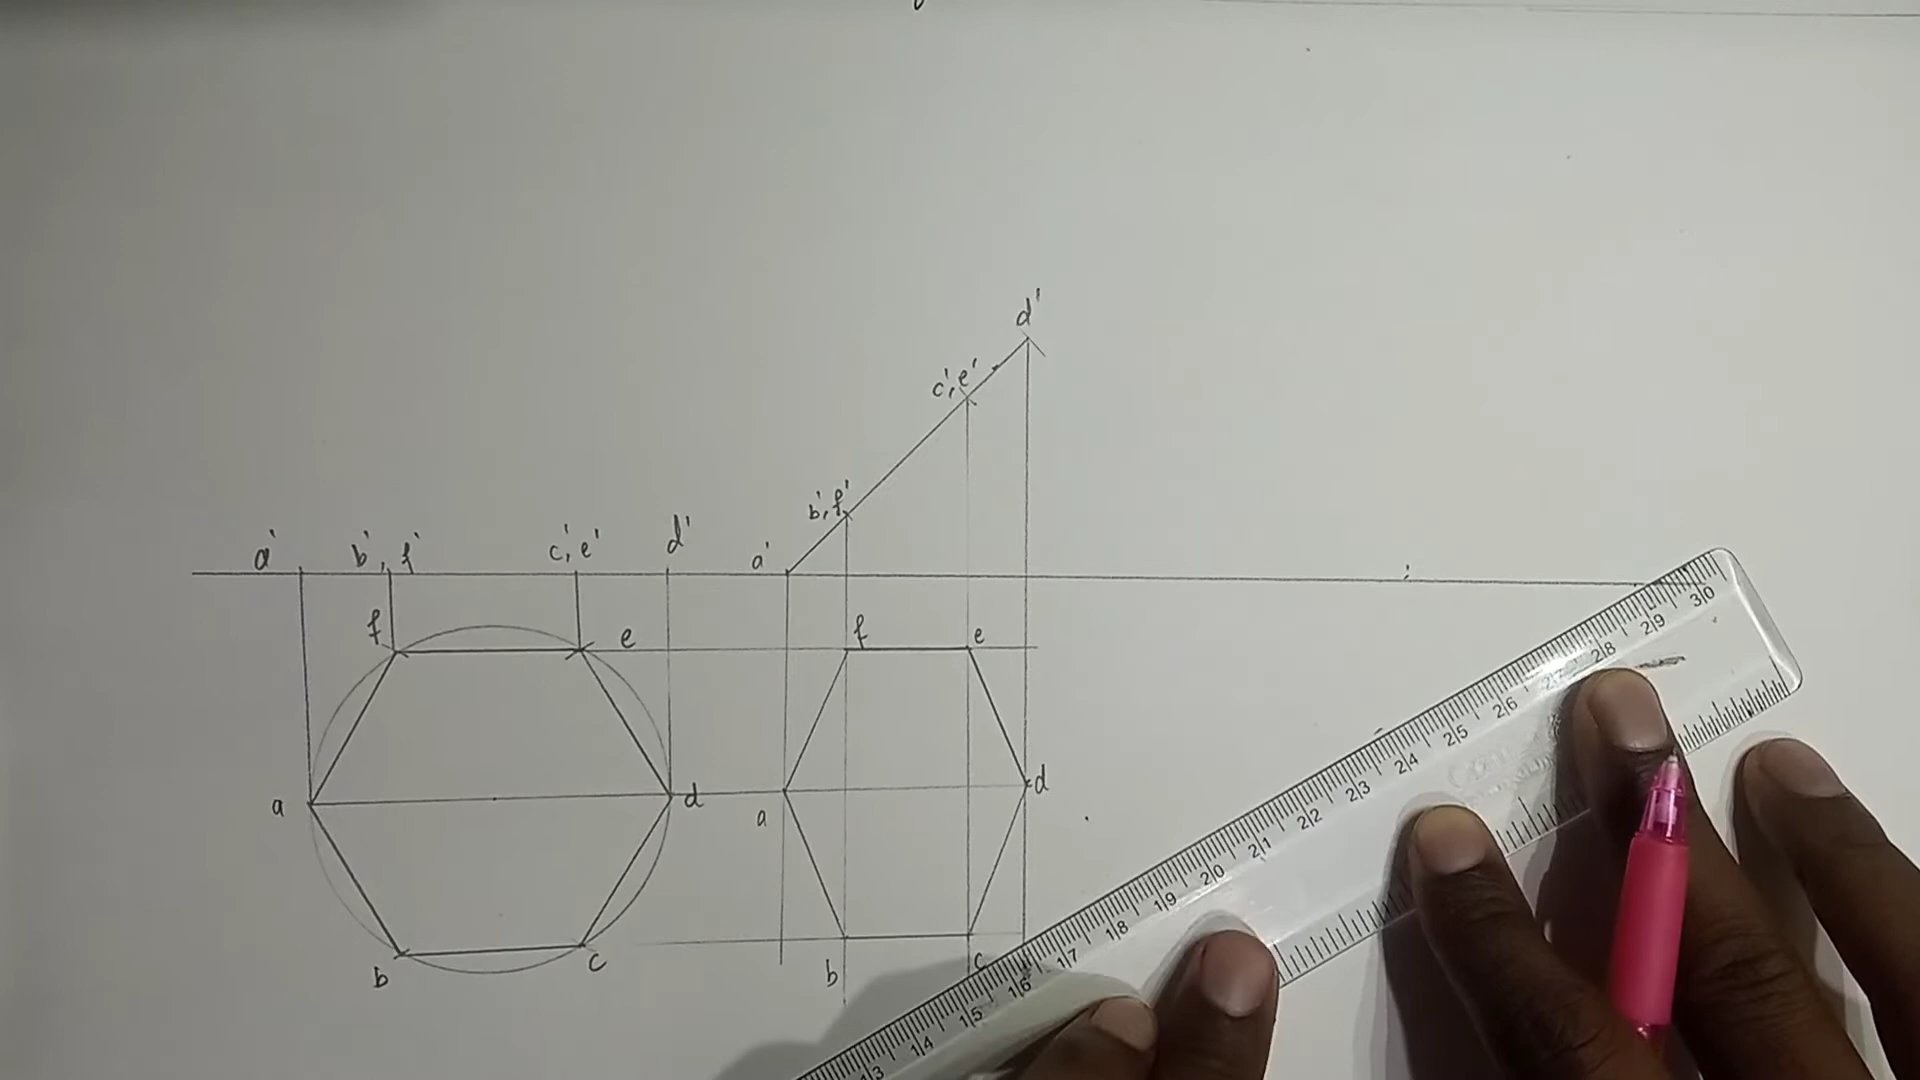 d'
c', e'
b', f'
a' b', f' c', e' d' a'
f e f e
a d a d
b c b c
30
29
28
27
26
25
24
23
22
21
20
19
18
17
16
15
14
13